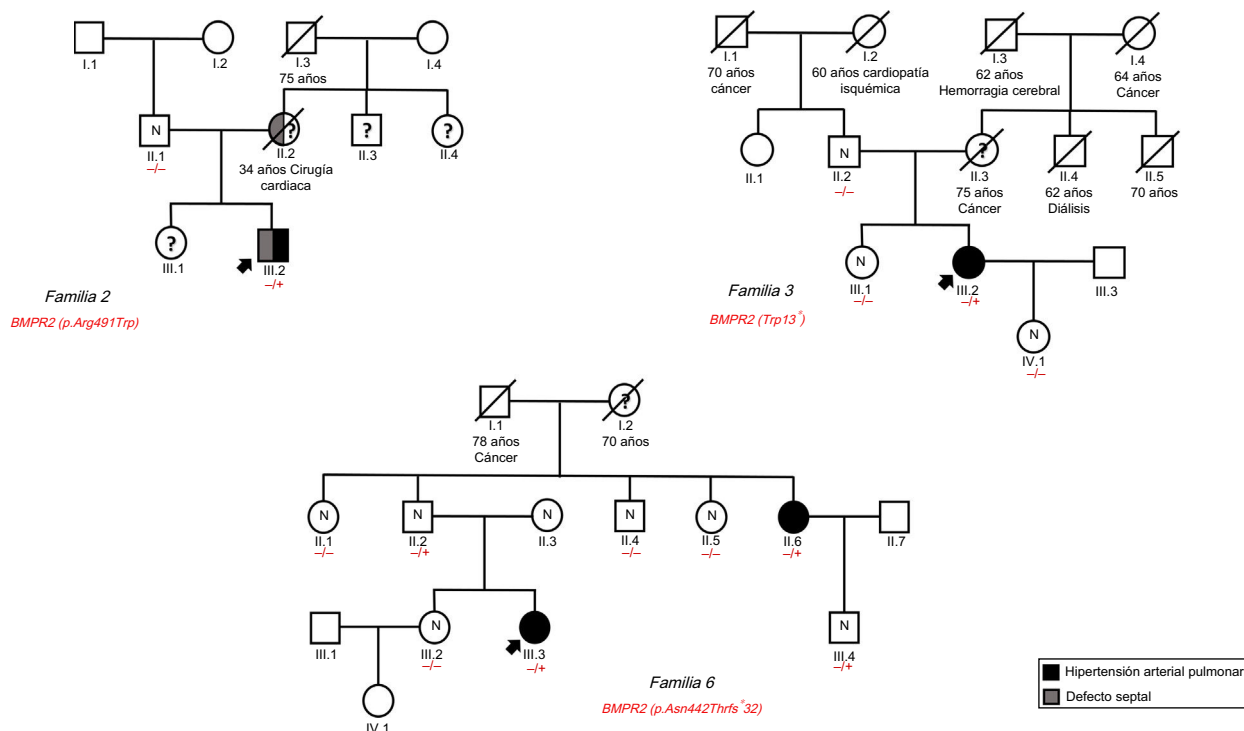 I.1
I.2
I.3
75 años
I.4
N
II.1
–/–
?
II.2
34 años Cirugía
cardiaca
?
II.3
?
II.4
?
III.1
III.2
–/+
Familia 2
BMPR2 (p.Arg491Trp)
I.1
70 años
cáncer
I.2
60 años cardiopatía
isquémica
I.3
62 años
Hemorragia cerebral
I.4
64 años
Cáncer
II.1
N
II.2
–/–
?
II.3
75 años
Cáncer
II.4
62 años
Diálisis
II.5
70 años
N
III.1
–/–
III.2
–/+
III.3
N
IV.1
–/–
Familia 3
BMPR2 (Trp13*)
I.1
78 años
Cáncer
?
I.2
70 años
N
II.1
–/–
N
II.2
–/+
N
II.3
N
II.4
–/–
N
II.5
–/–
II.6
–/+
II.7
III.1
N
III.2
–/–
III.3
–/+
N
III.4
–/+
IV.1
Familia 6
BMPR2 (p.Asn442Thrfs*32)
Hipertensión arterial pulmonar
Defecto septal